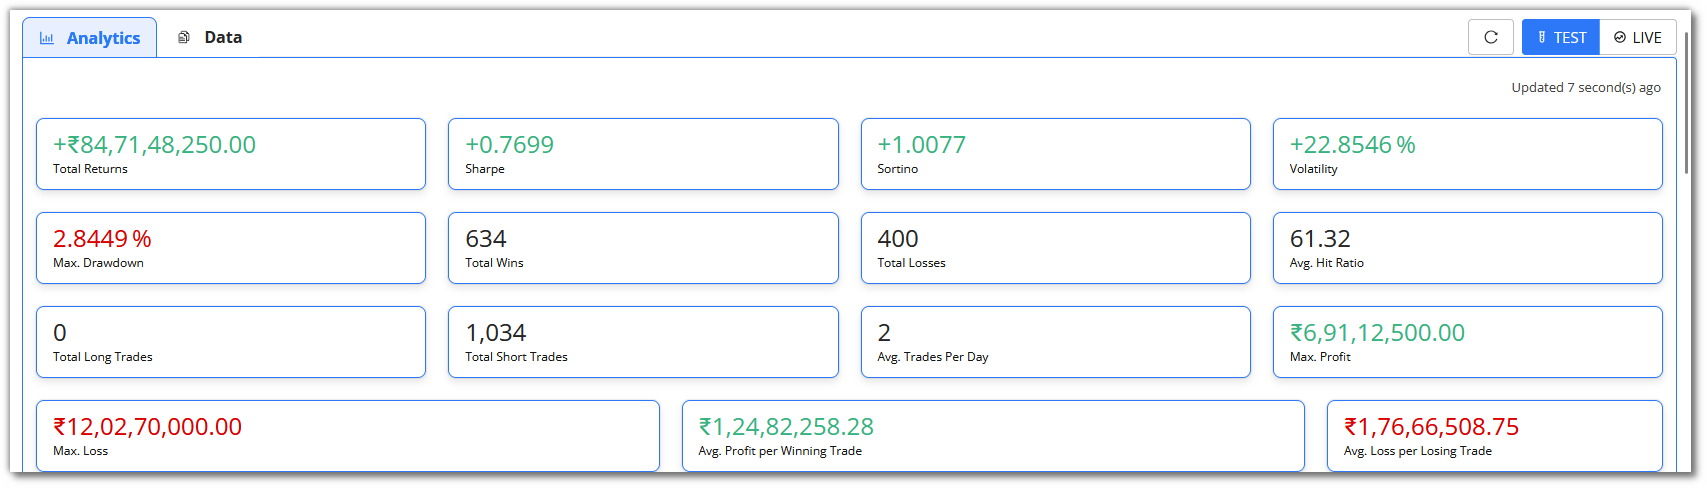 Analytics
Data
TEST
LIVE
Updated 7 second(s) ago
+₹84,71,48,250.00
Total Returns
+0.7699
Sharpe
+1.0077
Sortino
+22.8546 %
Volatility
2.8449 %
Max. Drawdown
634
Total Wins
400
Total Losses
61.32
Avg. Hit Ratio
0
Total Long Trades
1,034
Total Short Trades
2
Avg. Trades Per Day
₹6,91,12,500.00
Max. Profit
₹12,02,70,000.00
Max. Loss
₹1,24,82,258.28
Avg. Profit per Winning Trade
₹1,76,66,508.75
Avg. Loss per Losing Trade